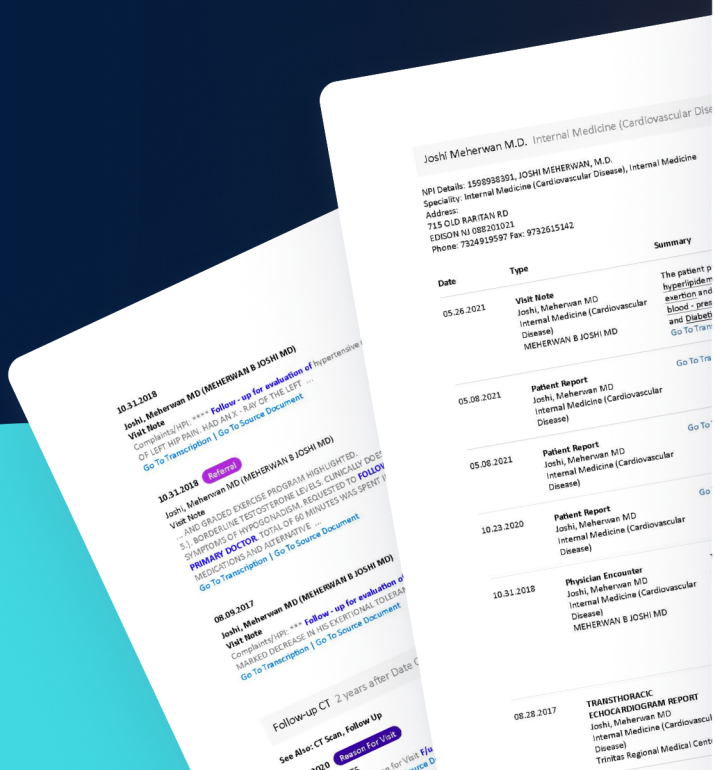 Joshi Meherwan M.D. Internal Medicine (Cardiovascular Dise
NPI Details: 1598938391, JOSHI MEHERWAN, M.D.
Speciality: Internal Medicine (Cardiovascular Disease), Internal Medicine
Address:
715 OLD RARITAN RD
EDISON NJ 088201021
Phone: 7324919597 Fax: 9732615142
Date Type Summary
05.26.2021
Visit Note
Joshi, Meherwan MD
Internal Medicine (Cardiovascular
Disease)
MEHERWAN B JOSHI MD
The patient p
hyperlipidem
exertion and
blood - pres
and Diabeti
Go To Trans
05.08.2021
Patient Report
Joshi, Meherwan MD
Internal Medicine (Cardiovascular
Disease)
Go To Tra
05.08.2021
Patient Report
Joshi, Meherwan MD
Internal Medicine (Cardiovascular
Disease)
Go To
10.23.2020
Patient Report
Joshi, Meherwan MD
Internal Medicine (Cardiovascular
Disease)
Go
10.31.2018
Physician Encounter
Joshi, Meherwan MD
Internal Medicine (Cardiovascular
Disease)
MEHERWAN B JOSHI MD
08.28.2017
TRANSTHORACIC
ECHOCARDIOGRAM REPORT
Joshi, Meherwan MD
Internal Medicine (Cardiovascul
Disease)
Trinitas Regional Medical Cent
10.31.2018
Joshi, Meherwan MD (MEHERWAN B JOSHI MD)
Visit Note
Complaints/HPI: **** Follow - up for evaluation of hypertensive
OF LEFT HIP PAIN. HAD AN X - RAY OF THE LEFT ...
Go To Transcription | Go To Source Document
10.31.2018 Referral
Joshi, Meherwan MD (MEHERWAN B JOSHI MD)
Visit Note
... AND GRADED EXERCISE PROGRAM HIGHLIGHTED.
5.). BORDERLINE TESTOSTERONE LEVELS. CLINICALLY DOES
SYMPTOMS OF HYPOGONADISM. REQUESTED TO FOLLOW
PRIMARY DOCTOR. TOTAL OF 60 MINUTES WAS SPENT I
MEDICATIONS AND ALTERNATIVE ...
Go To Transcription | Go To Source Document
08.09.2017
Joshi, Meherwan MD (MEHERWAN B JOSHI MD)
Visit Note
Complaints/HPI: *** Follow - up for evaluation of
MARKED DECREASE IN HIS EXERTIONAL TOLERAN
Go To Transcription | Go To Source Document
Follow-up CT 2 years after Date
See Also: CT Scan, Follow Up
2020 Reason For Visit
n for Visit F/u